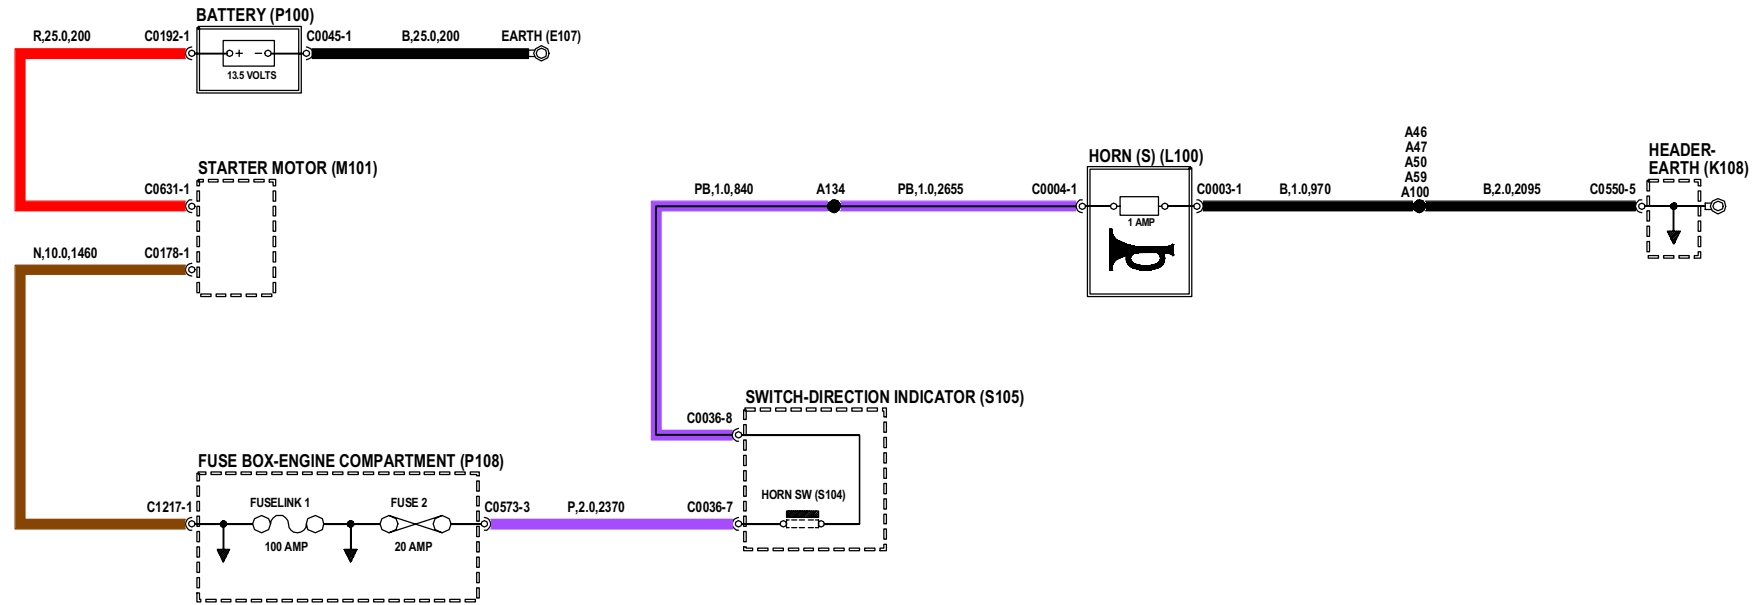 BATTERY (P100)
R,25.0,200
C0192-1
C0045-1
B,25.0,200
EARTH (E107)
+ −
13.5 VOLTS
STARTER MOTOR (M101)
C0631-1
N,10.0,1460
C0178-1
FUSE BOX-ENGINE COMPARTMENT (P108)
C1217-1
FUSELINK 1
100 AMP
FUSE 2
20 AMP
C0573-3
P,2.0,2370
C0036-7
SWITCH-DIRECTION INDICATOR (S105)
C0036-8
HORN SW (S104)
PB,1.0,840
A134
PB,1.0,2655
C0004-1
HORN (S) (L100)
1 AMP
C0003-1
B,1.0,970
A46
A47
A50
A59
A100
B,2.0,2095
C0550-5
HEADER-
EARTH (K108)